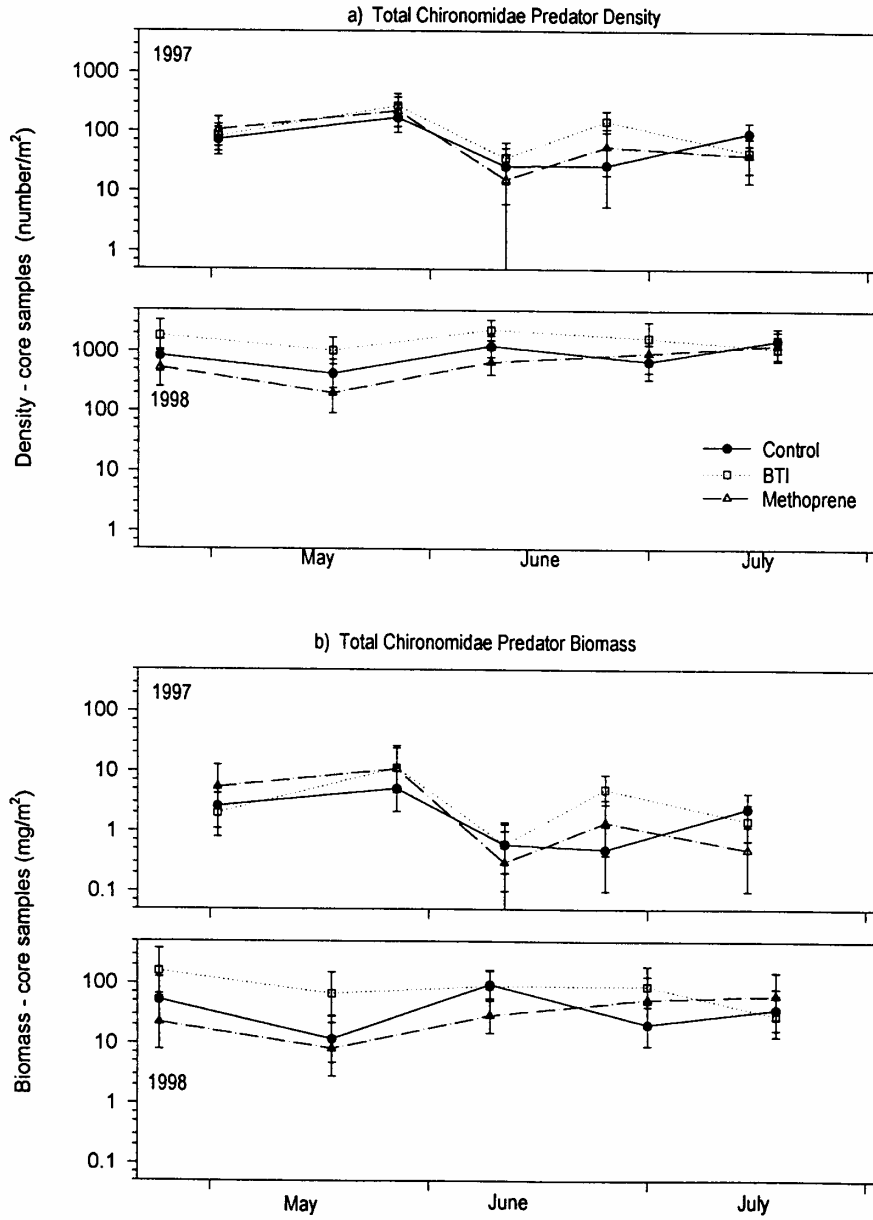 a) Total Chironomidae Predator Density
1997
1000
100
10
1
Density - core samples (number/m²)
1000
100
10
1
1998
Control
BTI
Methoprene
May
June
July
b) Total Chironomidae Predator Biomass
1997
100
10
1
0.1
Biomass - core samples (mg/m²)
100
10
1
0.1
1998
May
June
July